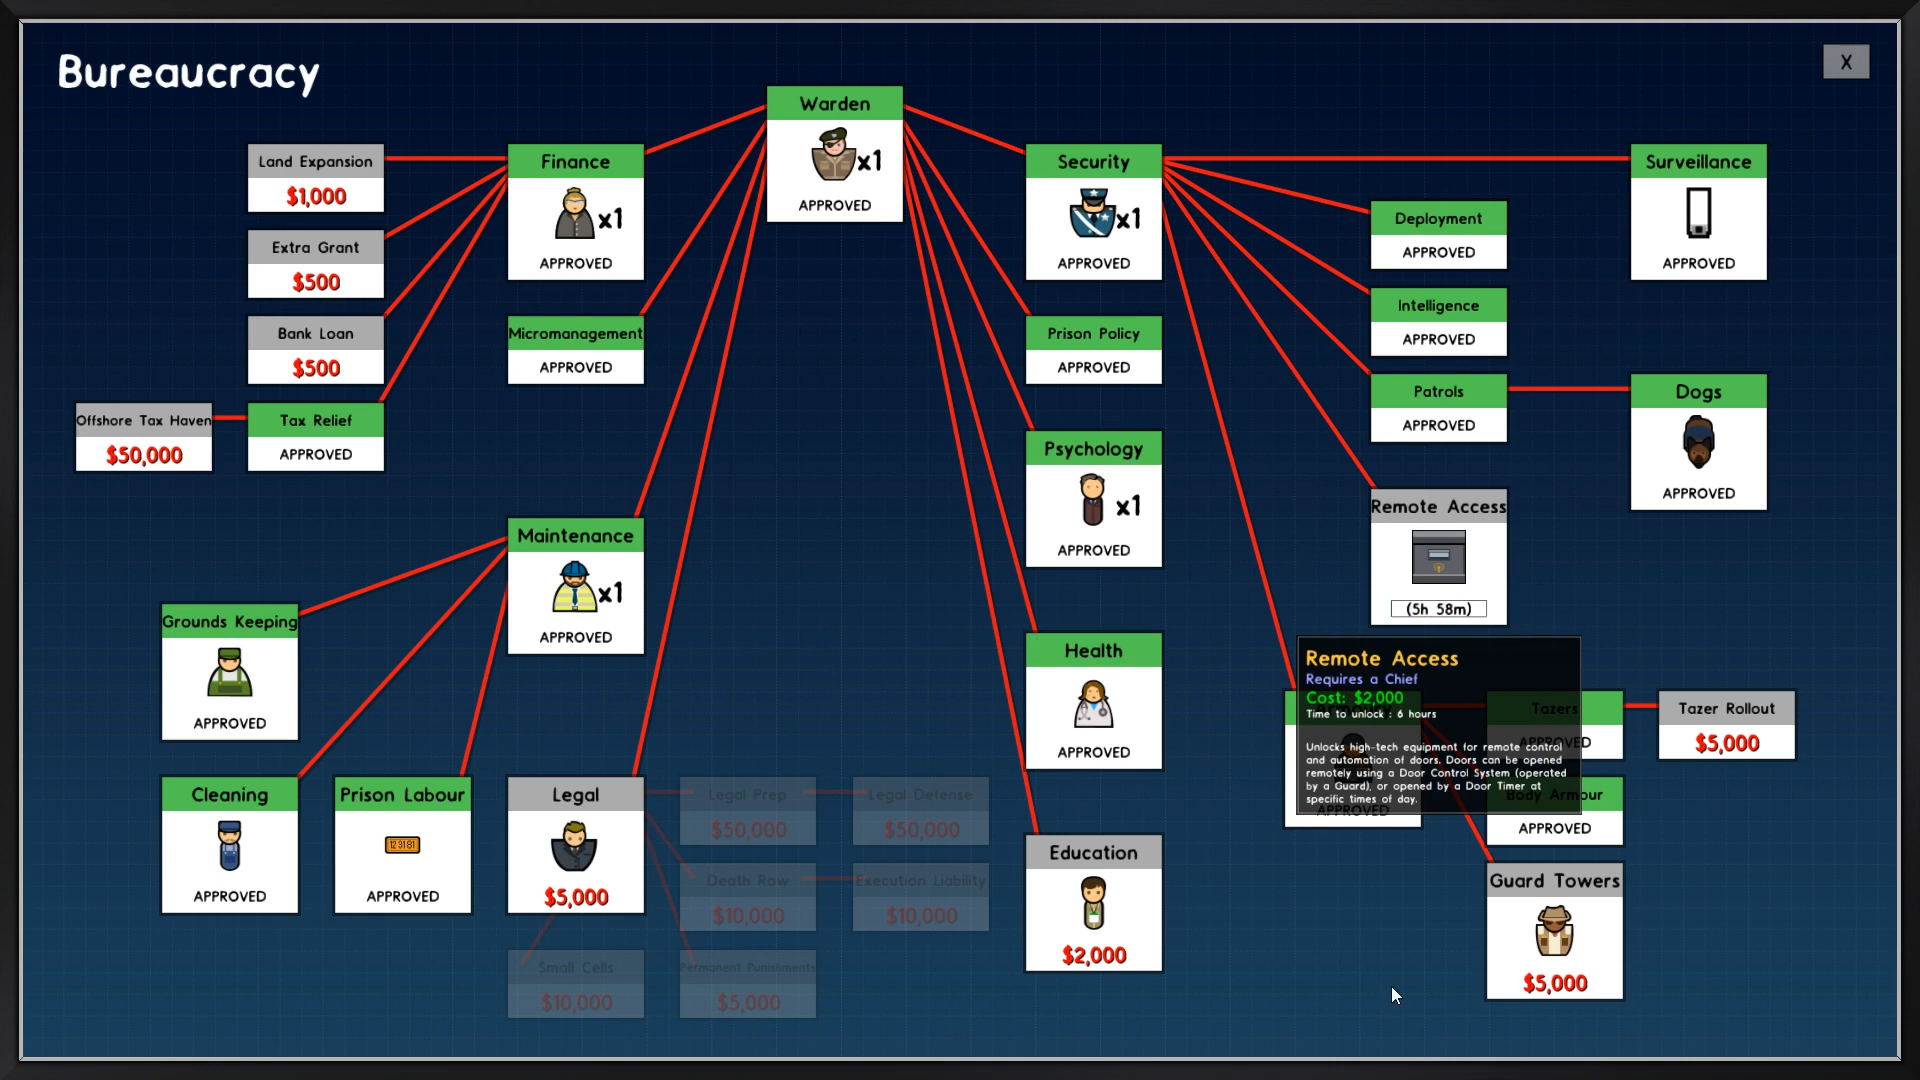 Bureaucracy
X
Warden
x1
APPROVED
Land Expansion
$1,000
Finance
x1
APPROVED
Security
x1
APPROVED
Surveillance
APPROVED
Extra Grant
$500
Deployment
APPROVED
Bank Loan
$500
Micromanagement
APPROVED
Prison Policy
APPROVED
Intelligence
APPROVED
Offshore Tax Haven
$50,000
Tax Relief
APPROVED
Patrols
APPROVED
Dogs
APPROVED
Psychology
x1
APPROVED
Remote Access
(5h 58m)
Maintenance
x1
APPROVED
Grounds Keeping
APPROVED
Health
APPROVED
Remote Access
Requires a Chief
Cost: $2,000
Time to unlock : 6 hours
Unlocks high-tech equipment for remote control
and automation of doors. Doors can be opened
remotely using a Door Control System (operated
by a Guard), or opened by a Door Timer at
specific times of day.
APPROVED
Tazers
APPROVED
Tazer Rollout
$5,000
Body Armour
APPROVED
Cleaning
APPROVED
Prison Labour
123181
APPROVED
Legal
$5,000
Legal Prep
$50,000
Legal Defense
$50,000
Death Row
$10,000
Execution Liability
$10,000
Education
$2,000
Guard Towers
$5,000
Small Cells
$10,000
Permanent Punishments
$5,000